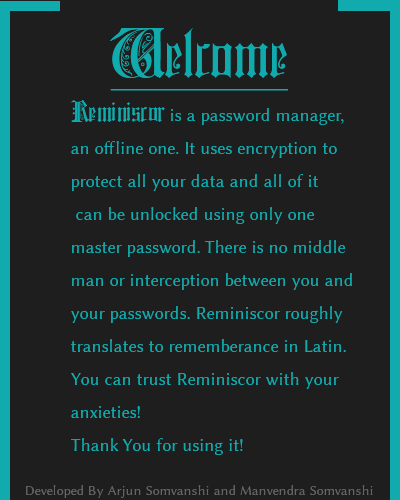 Welcome
Reminiscor is a password manager,
an offline one. It uses encryption to
protect all your data and all of it
can be unlocked using only one
master password. There is no middle
man or interception between you and
your passwords. Reminiscor roughly
translates to rememberance in Latin.
You can trust Reminiscor with your
anxieties!
Thank You for using it!
Developed By Arjun Somvanshi and Manvendra Somvanshi